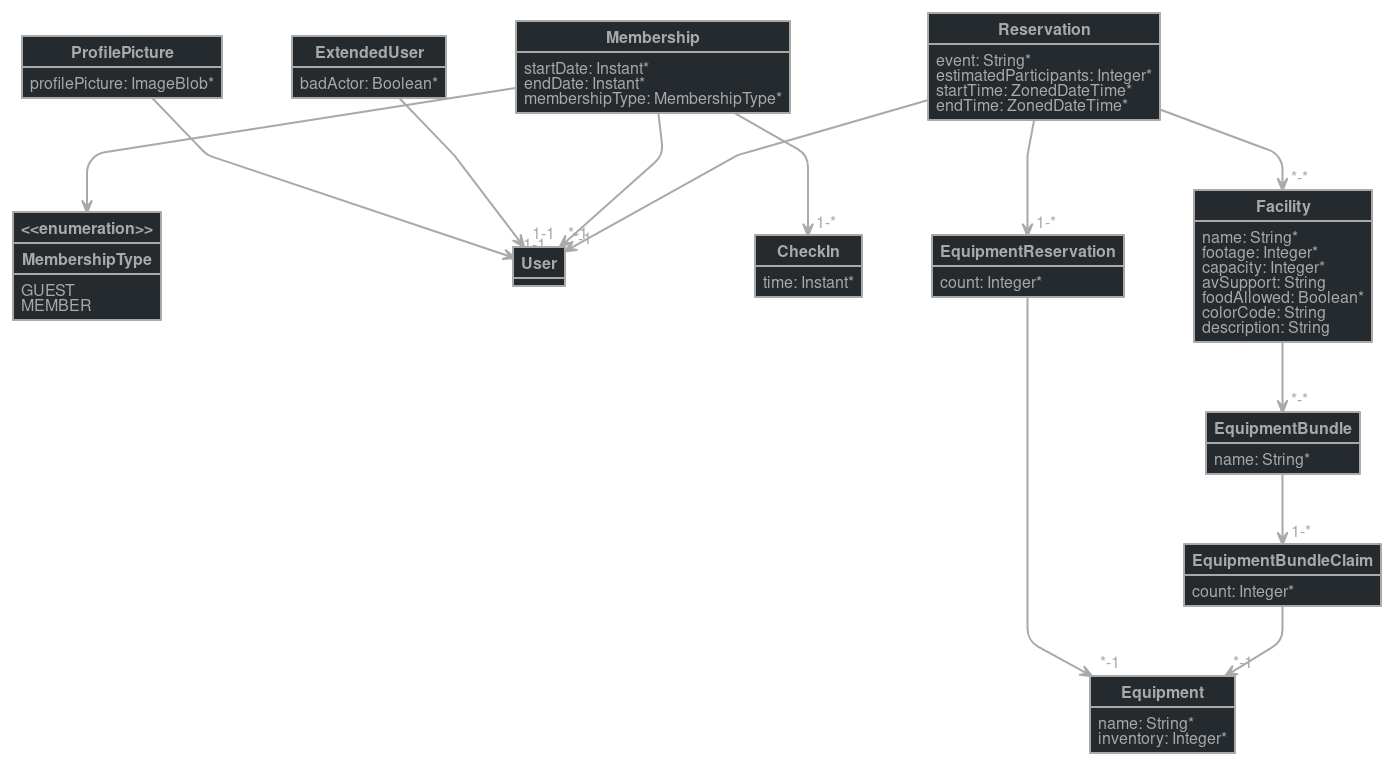 ProfilePicture
profilePicture: ImageBlob*
ExtendedUser
badActor: Boolean*
Membership
startDate: Instant*
endDate: Instant*
membershipType: MembershipType*
Reservation
event: String*
estimatedParticipants: Integer*
startTime: ZonedDateTime*
endTime: ZonedDateTime*
<<enumeration>>
MembershipType
GUEST
MEMBER
1-1
1-1
*-1
User
1-*
CheckIn
time: Instant*
1-*
EquipmentReservation
count: Integer*
*-*
Facility
name: String*
footage: Integer*
capacity: Integer*
avSupport: String
foodAllowed: Boolean*
colorCode: String
description: String
*-*
EquipmentBundle
name: String*
1-*
EquipmentBundleClaim
count: Integer*
*-1
*-1
Equipment
name: String*
inventory: Integer*